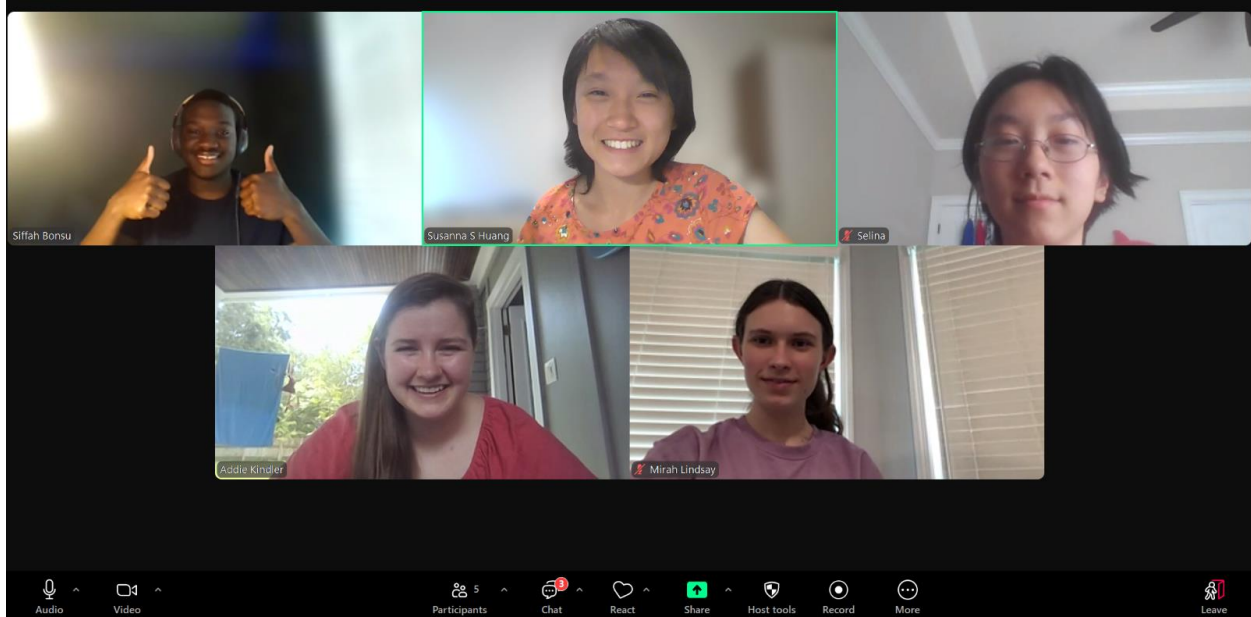 Siffah Bonsu
Susanna S Huang
Selina
Addie Kindler
Mirah Lindsay
5
3
Audio
Video
Participants
Chat
React
Share
Host tools
Record
More
Leave